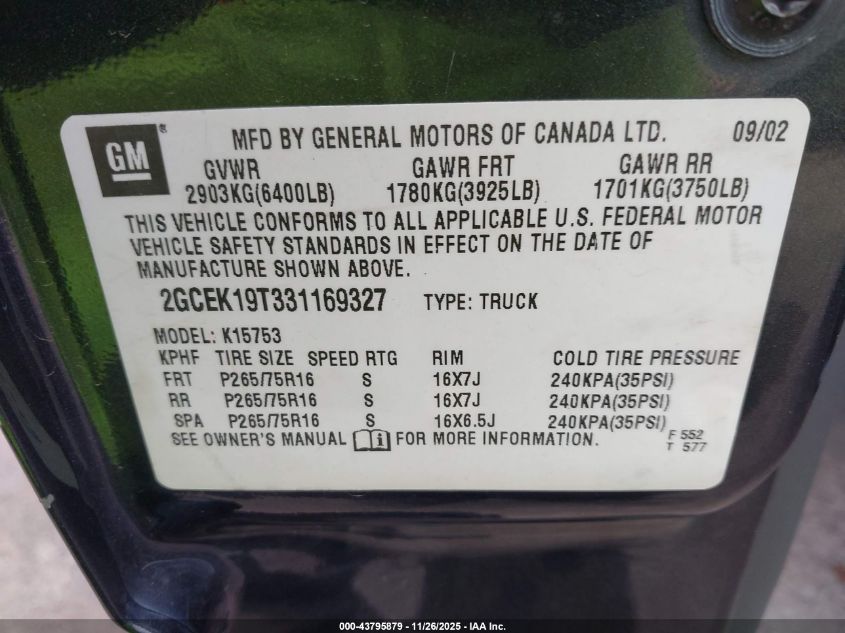 GM ® MFD BY GENERAL MOTORS OF CANADA LTD. 09/02
GVWR GAWR FRT GAWR RR
2903KG(6400LB) 1780KG(3925LB) 1701KG(3750LB)
THIS VEHICLE CONFORMS TO ALL APPLICABLE U.S. FEDERAL MOTOR
VEHICLE SAFETY STANDARDS IN EFFECT ON THE DATE OF
MANUFACTURE SHOWN ABOVE.
2GCEK19T331169327 TYPE: TRUCK
MODEL: K15753
KPHF TIRE SIZE SPEED RTG RIM COLD TIRE PRESSURE
FRT P265/75R16 S 16X7J 240KPA(35PSI)
RR P265/75R16 S 16X7J 240KPA(35PSI)
SPA P265/75R16 S 16X6.5J 240KPA(35PSI)
SEE OWNER'S MANUAL i FOR MORE INFORMATION. F 552
T 577
000-43795879 | 11/26/2025 | IAA Inc.